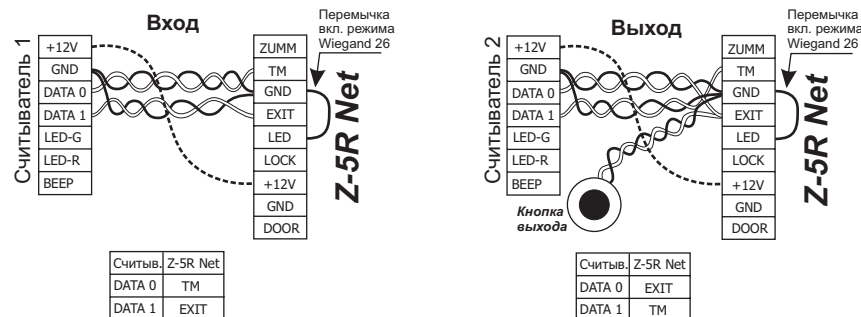 Вход
Перемычка
вкл. режима
Wiegand 26
Считыватель 1
+12V
GND
DATA 0
DATA 1
LED-G
LED-R
BEEP
ZUMM
TM
GND
EXIT
LED
LOCK
+12V
GND
DOOR
Z-5R Net
Считыв. Z-5R Net
DATA 0 TM
DATA 1 EXIT
Выход
Перемычка
вкл. режима
Wiegand 26
Считыватель 2
+12V
GND
DATA 0
DATA 1
LED-G
LED-R
BEEP
ZUMM
TM
GND
EXIT
LED
LOCK
+12V
GND
DOOR
Z-5R Net
Кнопка
выхода
Считыв. Z-5R Net
DATA 0 EXIT
DATA 1 TM